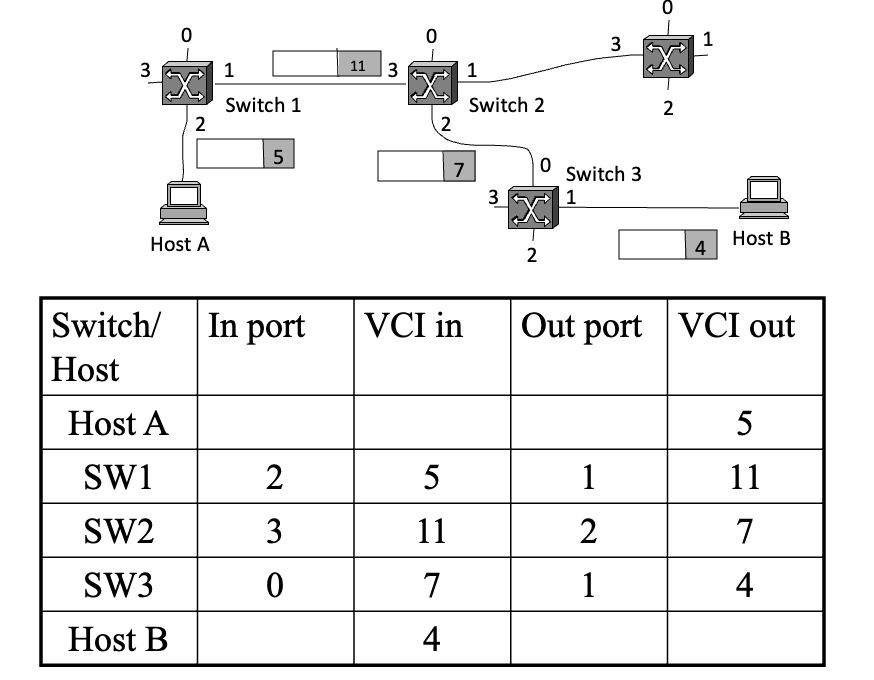 0
0
0
3
1
11
3
1
3
1
Switch 1
Switch 2
2
2
2
5
7
0
Switch 3
3
1
Host A
2
4
Host B
Switch/ In port VCI in Out port VCI out
Host
Host A 5
SW1 2 5 1 11
SW2 3 11 2 7
SW3 0 7 1 4
Host B 4